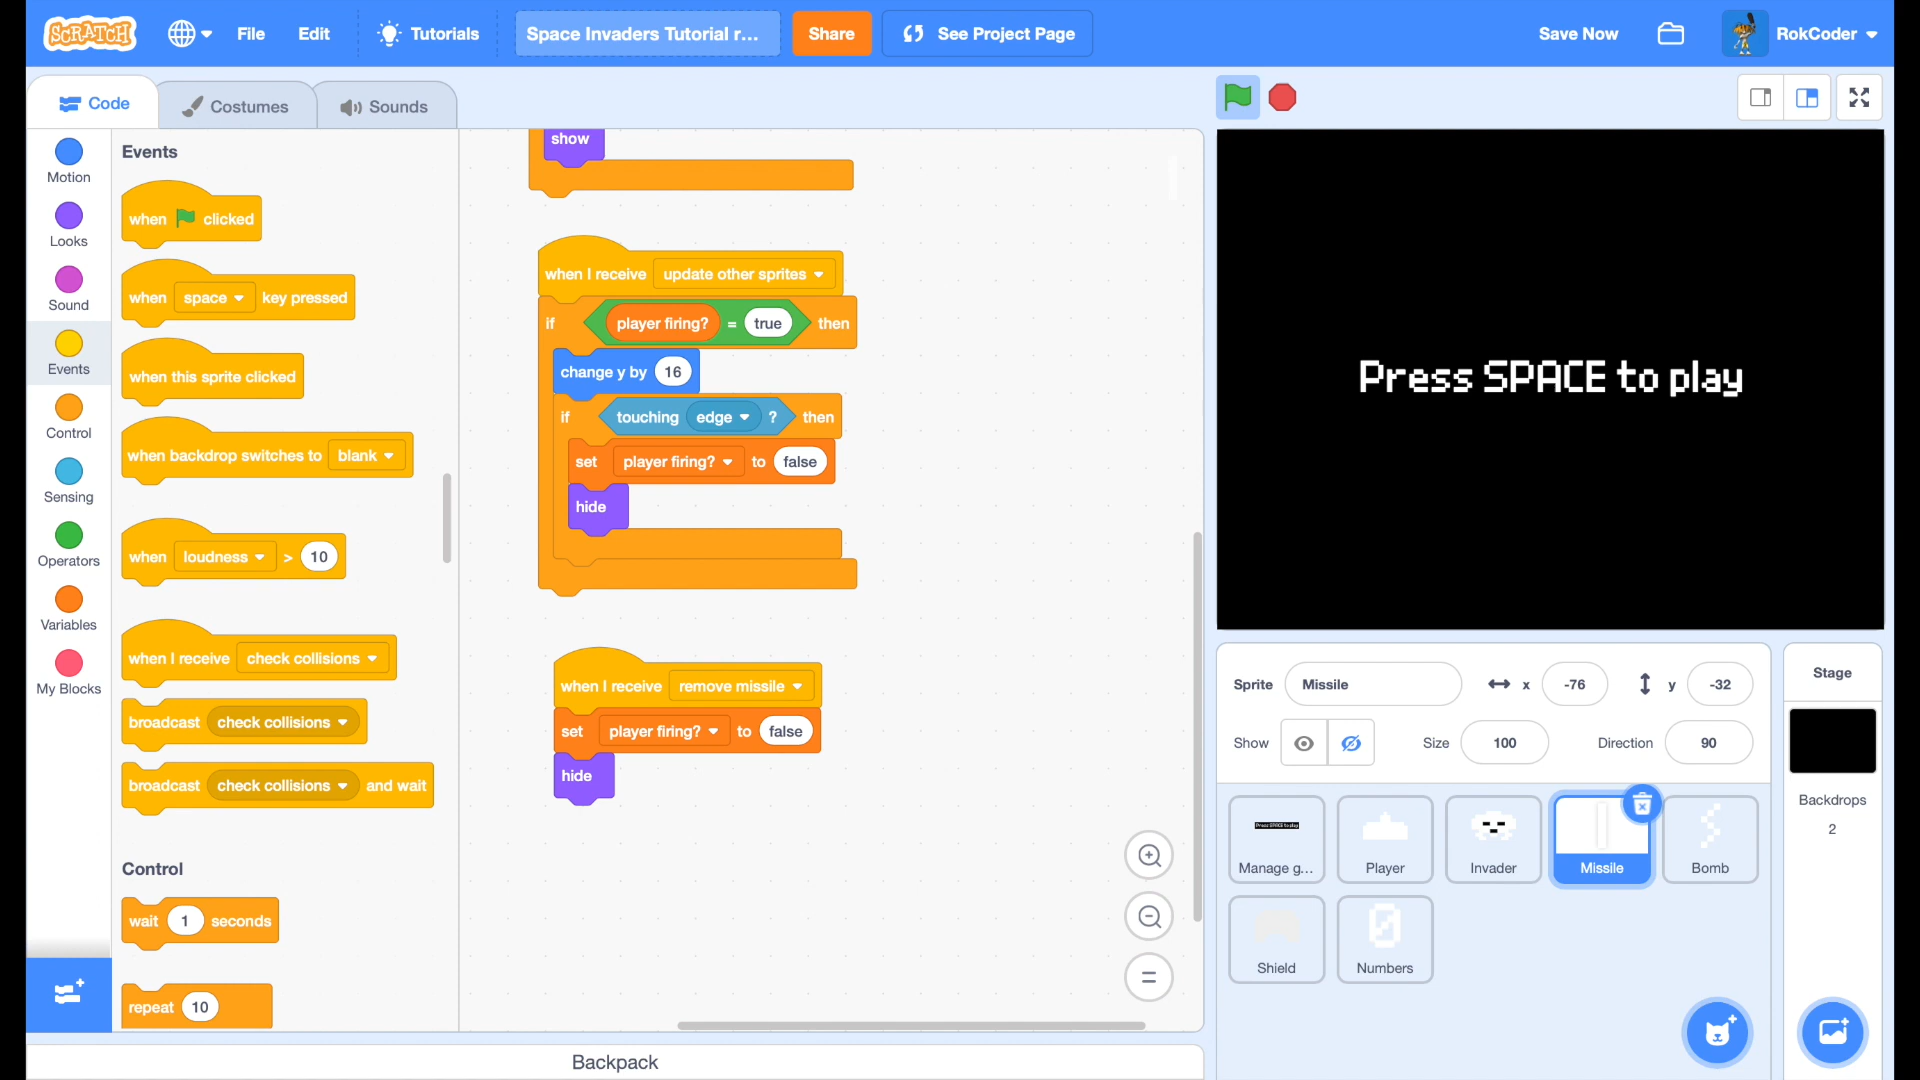 SCRATCH File Edit Tutorials Space Invaders Tutorial r... Share See Project Page Save Now RokCoder
Code Costumes Sounds
Motion
Looks
Sound
Events
Control
Sensing
Operators
Variables
My Blocks
Events
when clicked
when space key pressed
when this sprite clicked
when backdrop switches to blank
when loudness > 10
when I receive check collisions
broadcast check collisions
broadcast check collisions and wait
Control
wait 1 seconds
repeat 10
show
when I receive update other sprites
if player firing? = true then
change y by 16
if touching edge ? then
set player firing? to false
hide
when I receive remove missile
set player firing? to false
hide
Backpack
Press SPACE to play
Sprite Missile x -76 y -32
Show Size 100 Direction 90
Press SPACE to play
Manage g... Player Invader Missile Bomb
0
Shield Numbers
Stage
Backdrops
2